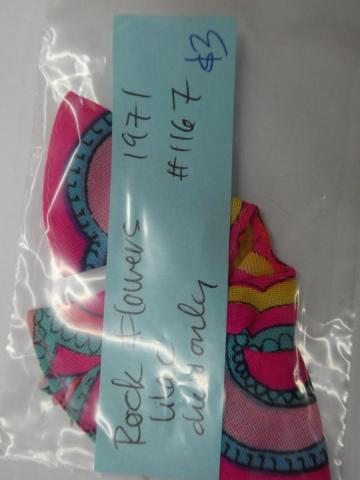 Rock Flowers 1971
lilac #1167
dress only
$3